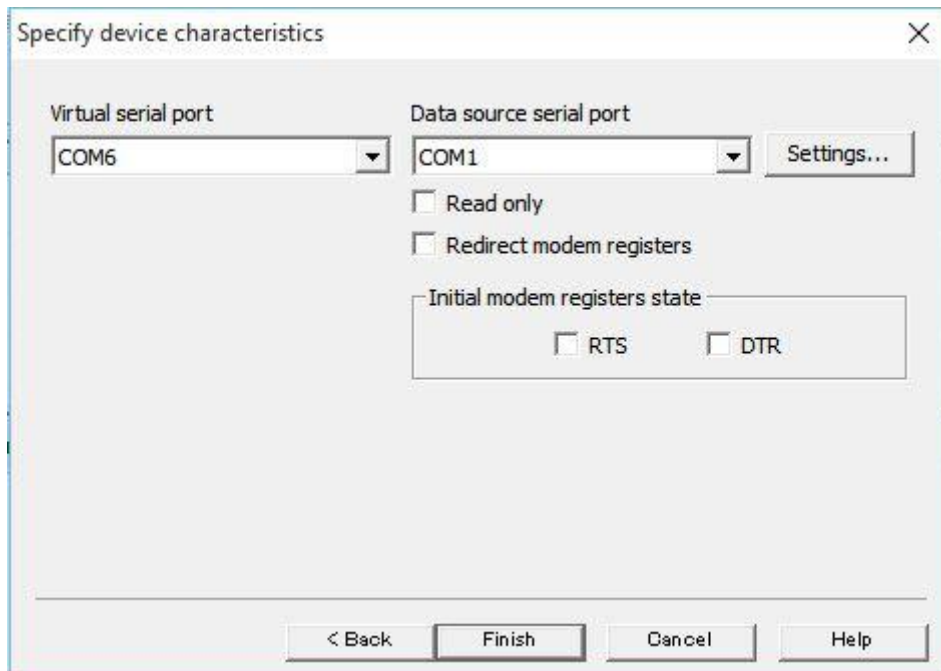 Specify device characteristics
Virtual serial port
Data source serial port
COM6
COM1
Settings...
Read only
Redirect modem registers
Initial modem registers state
RTS
DTR
< Back
Finish
Cancel
Help